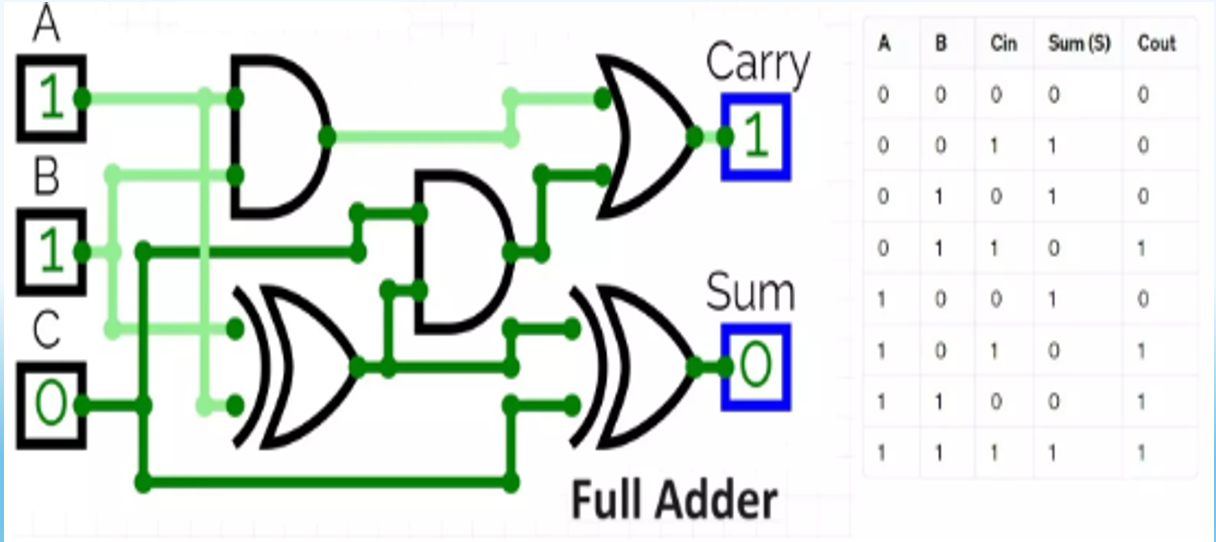 A
1
Carry
1
B
1
C
0
Sum
0
Full Adder
A B Cin Sum (S) Cout
0 0 0 0 0
0 0 1 1 0
0 1 0 1 0
0 1 1 0 1
1 0 0 1 0
1 0 1 0 1
1 1 0 0 1
1 1 1 1 1